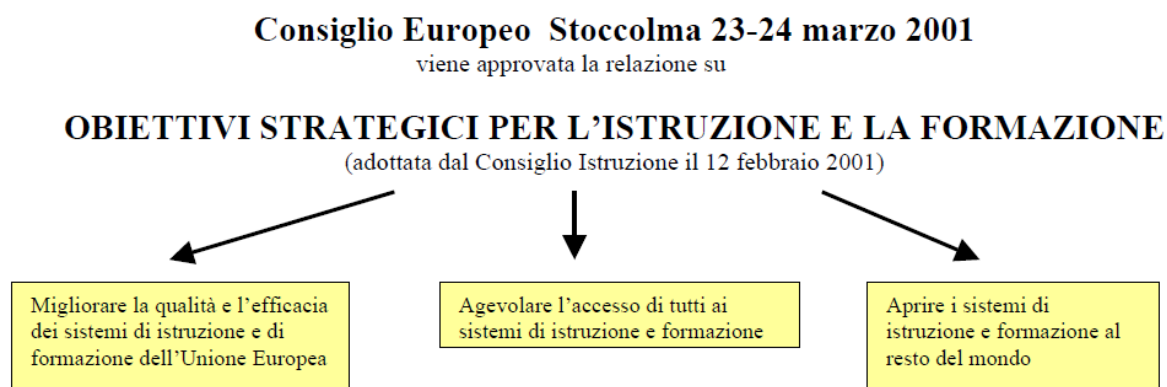 Consiglio Europeo Stoccolma 23-24 marzo 2001
viene approvata la relazione su
OBIETTIVI STRATEGICI PER L'ISTRUZIONE E LA FORMAZIONE
(adottata dal Consiglio Istruzione il 12 febbraio 2001)
Migliorare la qualità e l'efficacia
dei sistemi di istruzione e di
formazione dell'Unione Europea
Agevolare l'accesso di tutti ai
sistemi di istruzione e formazione
Aprire i sistemi di
istruzione e formazione al
resto del mondo